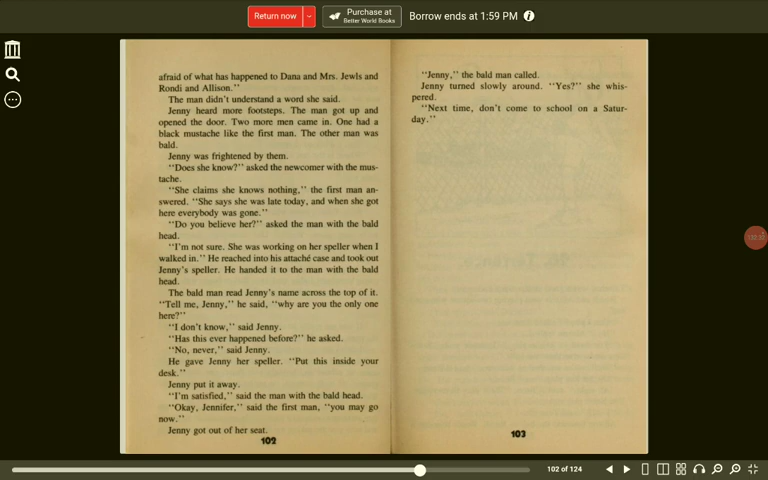 Return now
Purchase at
Better World Books
Borrow ends at 1:59 PM
afraid of what has happened to Dana and Mrs. Jewls and
Rondi and Allison.''
The man didn't understand a word she said.
Jenny heard more footsteps. The man got up and
opened the door. Two more men came in. One had a
black mustache like the first man. The other man was
bald.
Jenny was frightened by them.
''Does she know?'' asked the newcomer with the mus-
tache.
''She claims she knows nothing,'' the first man an-
swered. ''She says she was late today, and when she got
here everybody was gone.''
''Do you believe her?'' asked the man with the bald
head.
''I'm not sure. She was working on her speller when I
walked in.'' He reached into his attaché case and took out
Jenny's speller. He handed it to the man with the bald
head.
The bald man read Jenny's name across the top of it.
''Tell me, Jenny,'' he said, ''why are you the only one
here?''
''I don't know,'' said Jenny.
''Has this ever happened before?'' he asked.
''No, never,'' said Jenny.
He gave Jenny her speller. ''Put this inside your
desk.''
Jenny put it away.
''I'm satisfied,'' said the man with the bald head.
''Okay, Jennifer,'' said the first man, ''you may go
now.''
Jenny got out of her seat.
102
''Jenny,'' the bald man called.
Jenny turned slowly around. ''Yes?'' she whis-
pered.
''Next time, don't come to school on a Satur-
day.''
103
102 of 124